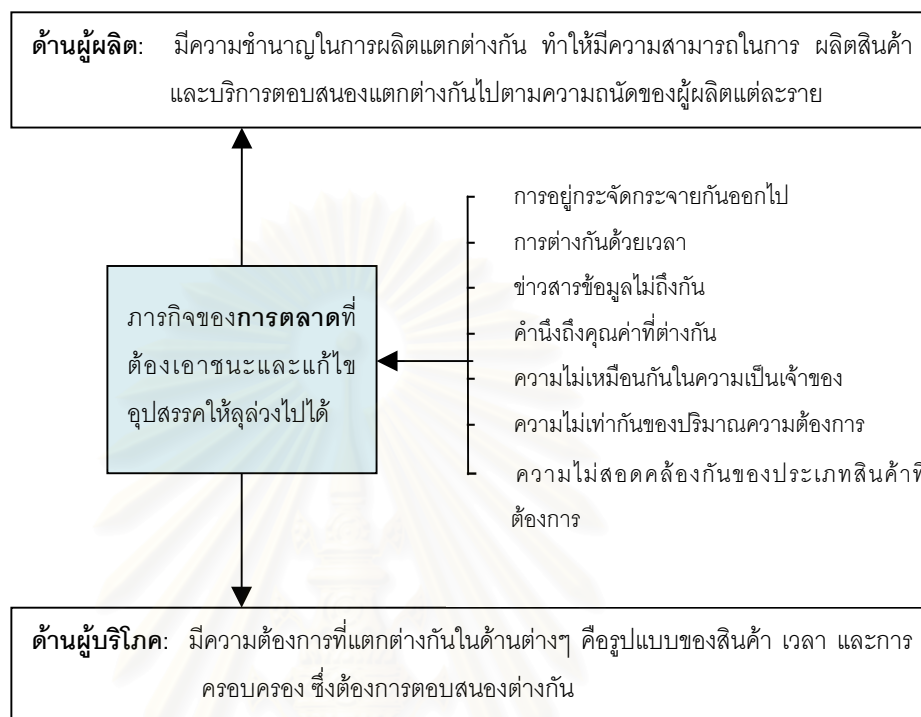 ด้านผู้ผลิต: มีความชำนาญในการผลิตแตกต่างกัน ทำให้มีความสามารถในการ ผลิตสินค้า
และบริการตอบสนองแตกต่างกันไปตามความถนัดของผู้ผลิตแต่ละราย
การอยู่กระจัดกระจายกันออกไป
การต่างกันด้วยเวลา
ข่าวสารข้อมูลไม่ถึงกัน
คำนึงถึงคุณค่าที่ต่างกัน
ความไม่เหมือนกันในความเป็นเจ้าของ
ความไม่เท่ากันของปริมาณความต้องการ
ความไม่สอดคล้องกันของประเภทสินค้าที่
ต้องการ
ภารกิจของการตลาดที่
ต้องเอาชนะและแก้ไข
อุปสรรคให้ลุล่วงไปได้
ด้านผู้บริโภค: มีความต้องการที่แตกต่างกันในด้านต่างๆ คือรูปแบบของสินค้า เวลา และการ
ครอบครอง ซึ่งต้องการตอบสนองต่างกัน